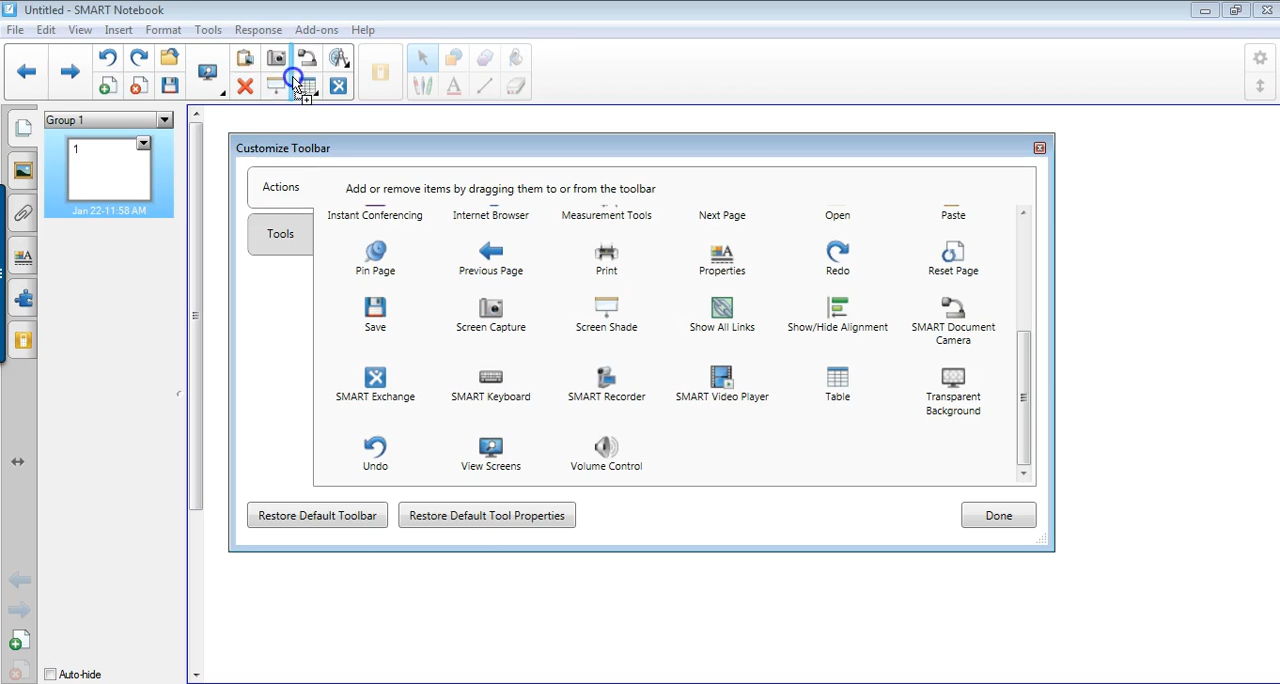 Untitled - SMART Notebook
File Edit View Insert Format Tools Response Add-ons Help
Group 1
1
Jan 22-11:58 AM
Customize Toolbar
Actions
Add or remove items by dragging them to or from the toolbar
Tools
Instant Conferencing Internet Browser Measurement Tools Next Page Open Paste
Pin Page Previous Page Print Properties Redo Reset Page
Save Screen Capture Screen Shade Show All Links Show/Hide Alignment SMART Document
Camera
SMART Exchange SMART Keyboard SMART Recorder SMART Video Player Table Transparent
Background
Undo View Screens Volume Control
Restore Default Toolbar Restore Default Tool Properties Done
Auto-hide